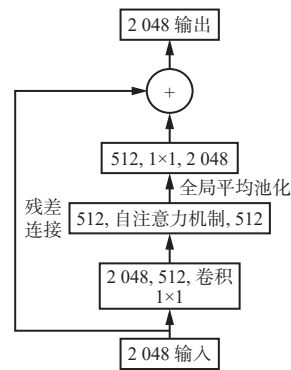 2 048 输出
+
512, 1×1, 2 048
全局平均池化
残差
连接
512, 自注意力机制, 512
2 048, 512, 卷积
1×1
2 048 输入